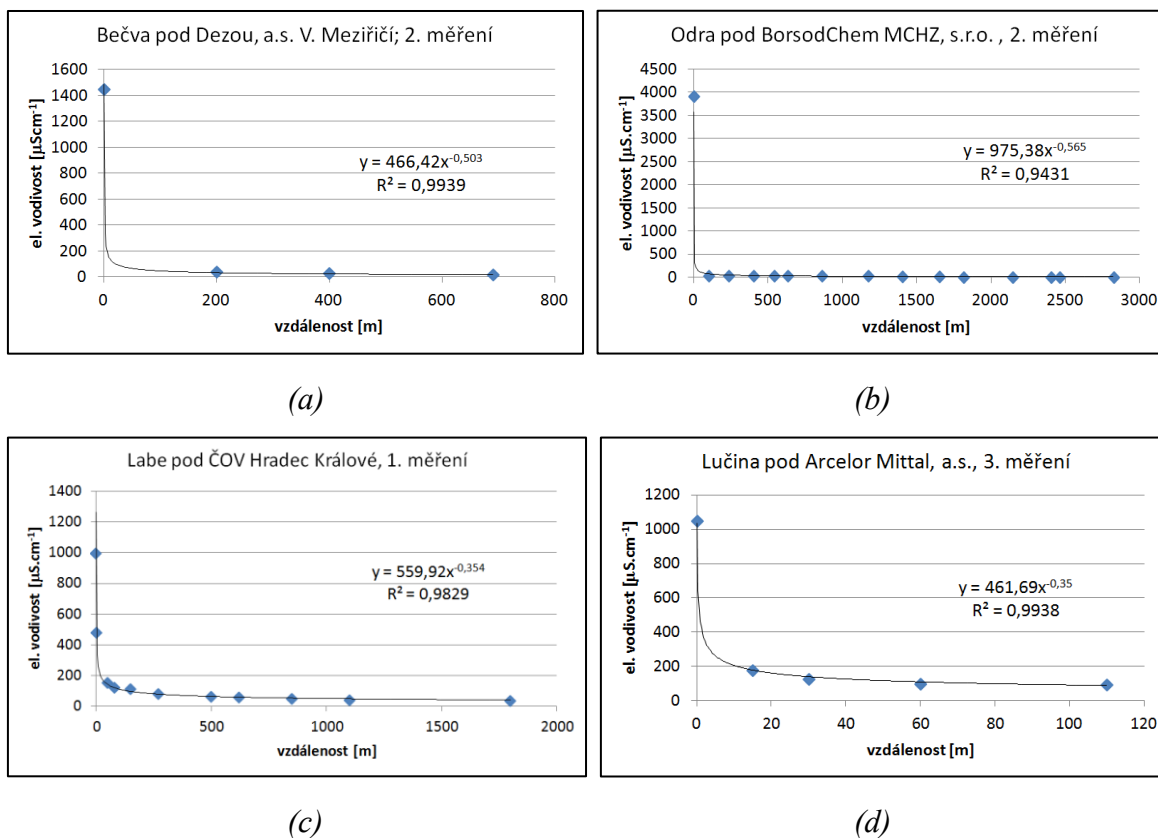 Bečva pod Dezou, a.s. V. Meziříčí; 2. měření
el. vodivost [µScm-1]
1600
1400
1200
1000
800
600
400
200
0
y = 466,42x-0,503
R² = 0,9939
0 200 400 600 800
vzdálenost [m]
(a)
Odra pod BorsodChem MCHZ, s.r.o. , 2. měření
el. vodivost [µS.cm-1]
4500
4000
3500
3000
2500
2000
1500
1000
500
0
y = 975,38x-0,565
R² = 0,9431
0 500 1000 1500 2000 2500 3000
vzdálenost [m]
(b)
Labe pod ČOV Hradec Králové, 1. měření
el. vodivost [µS.cm-1]
1400
1200
1000
800
600
400
200
0
y = 559,92x-0,354
R² = 0,9829
0 500 1000 1500 2000
vzdálenost [m]
(c)
Lučina pod Arcelor Mittal, a.s., 3. měření
el. vodivost [µS.cm-1]
1200
1000
800
600
400
200
0
y = 461,69x-0,35
R² = 0,9938
0 20 40 60 80 100 120
vzdálenost [m]
(d)